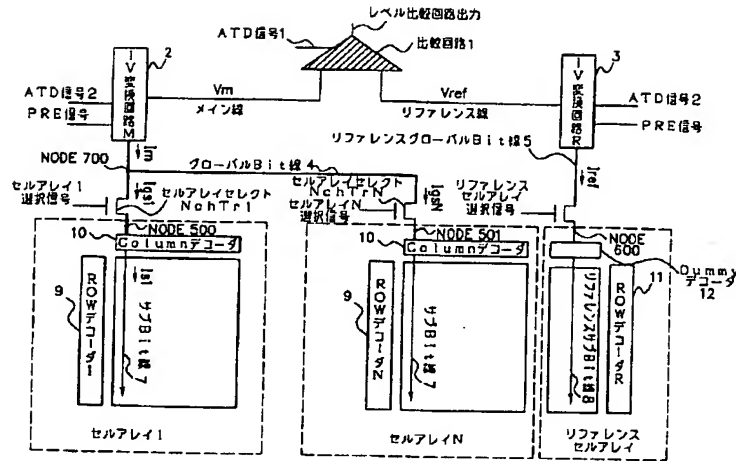 レベル比較回路出力
ATD信号1
比較回路1
2
IV変換回路M
ATD信号2
PRE信号
Vm
メイン線
Vref
リファレンス線
3
IV変換回路R
ATD信号2
PRE信号
リファレンスグローバルBit線5
Im
NODE 700
グローバルBit線4
Iref
セルアレイ1
選択信号
Igs1
セルアレイセレクト
NchTr1
セルアレイセレクト
NchTrN
セルアレイN
選択信号
IgsN
リファレンス
セルアレイ
選択信号
NODE 500
10
Columnデコーダ
NODE 501
10
Columnデコーダ
NODE
600
Dummy
デコーダ
12
9
ROWデコーダ1
Is1
サブBit線7
9
ROWデコーダN
サブBit線7
リファレンスサブBit線8
ROWデコーダR
11
セルアレイ1
セルアレイN
リファレンス
セルアレイ